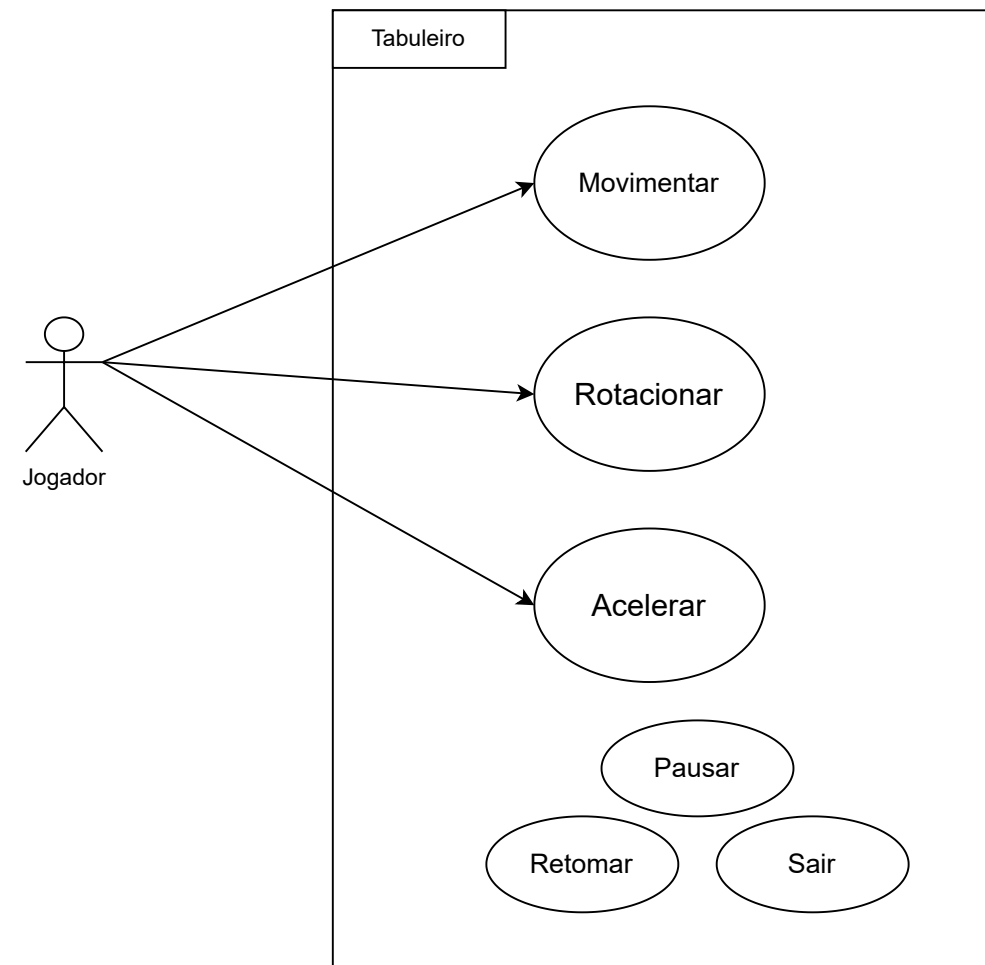 Tabuleiro
Movimentar
Rotacionar
Jogador
Acelerar
Pausar
Retomar
Sair